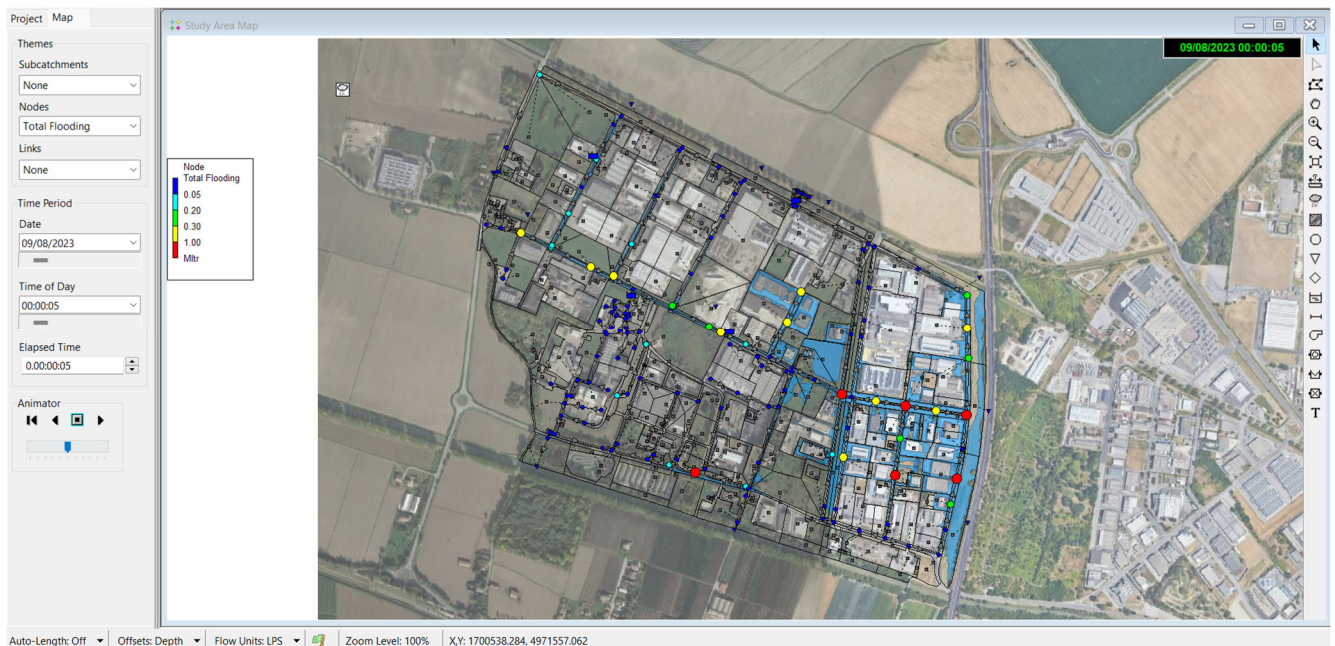 Project Map
Study Area Map
Themes
Subcatchments
None
Nodes
Total Flooding
Links
None
Time Period
Date
09/08/2023
Time of Day
00:00:05
Elapsed Time
0.00:00:05
Animator
09/08/2023 00:00:05
Node
Total Flooding
0.05
0.20
0.30
1.00
Mltr
T
Auto-Length: Off Offsets: Depth Flow Units: LPS Zoom Level: 100% X,Y: 1700538.284, 4971557.062